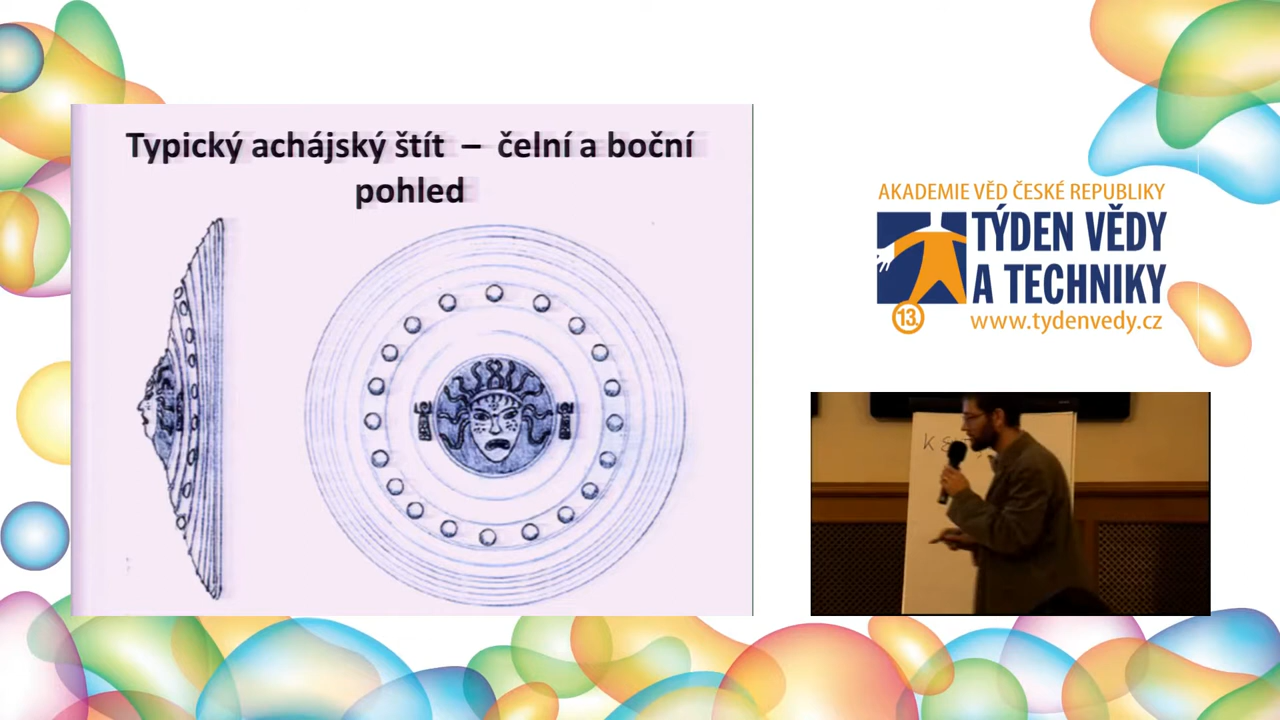 Typický achájský štít – čelní a boční
pohled
AKADEMIE VĚD ČESKÉ REPUBLIKY
TÝDEN VĚDY
A TECHNIKY
13.
www.tydenvedy.cz